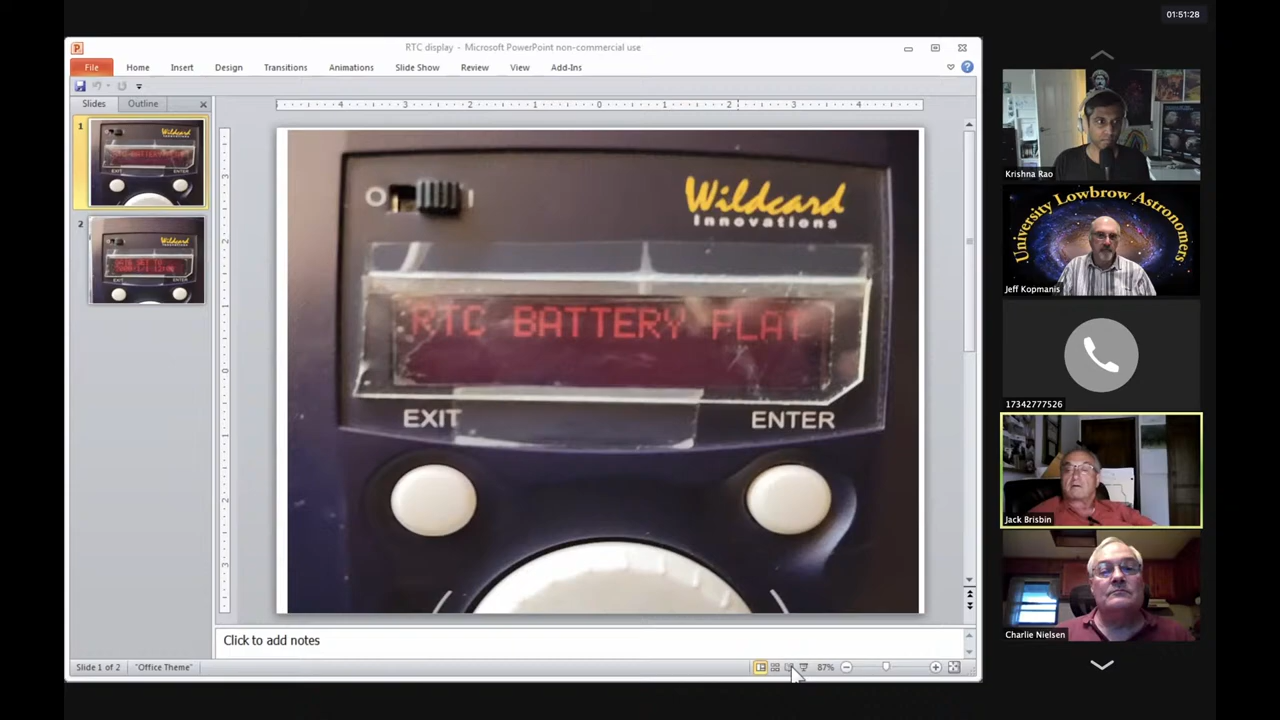 01:51:28
RTC display - Microsoft PowerPoint non-commercial use
File Home Insert Design Transitions Animations Slide Show Review View Add-Ins
Slides Outline
1
2
Wildcard
Innovations
O I
RTC BATTERY FLAT
EXIT ENTER
Click to add notes
Slide 1 of 2 "Office Theme" 87%
Krishna Rao
University Lowbrow Astronomers
Jeff Kopmanis
17342777526
Jack Brisbin
Charlie Nielsen